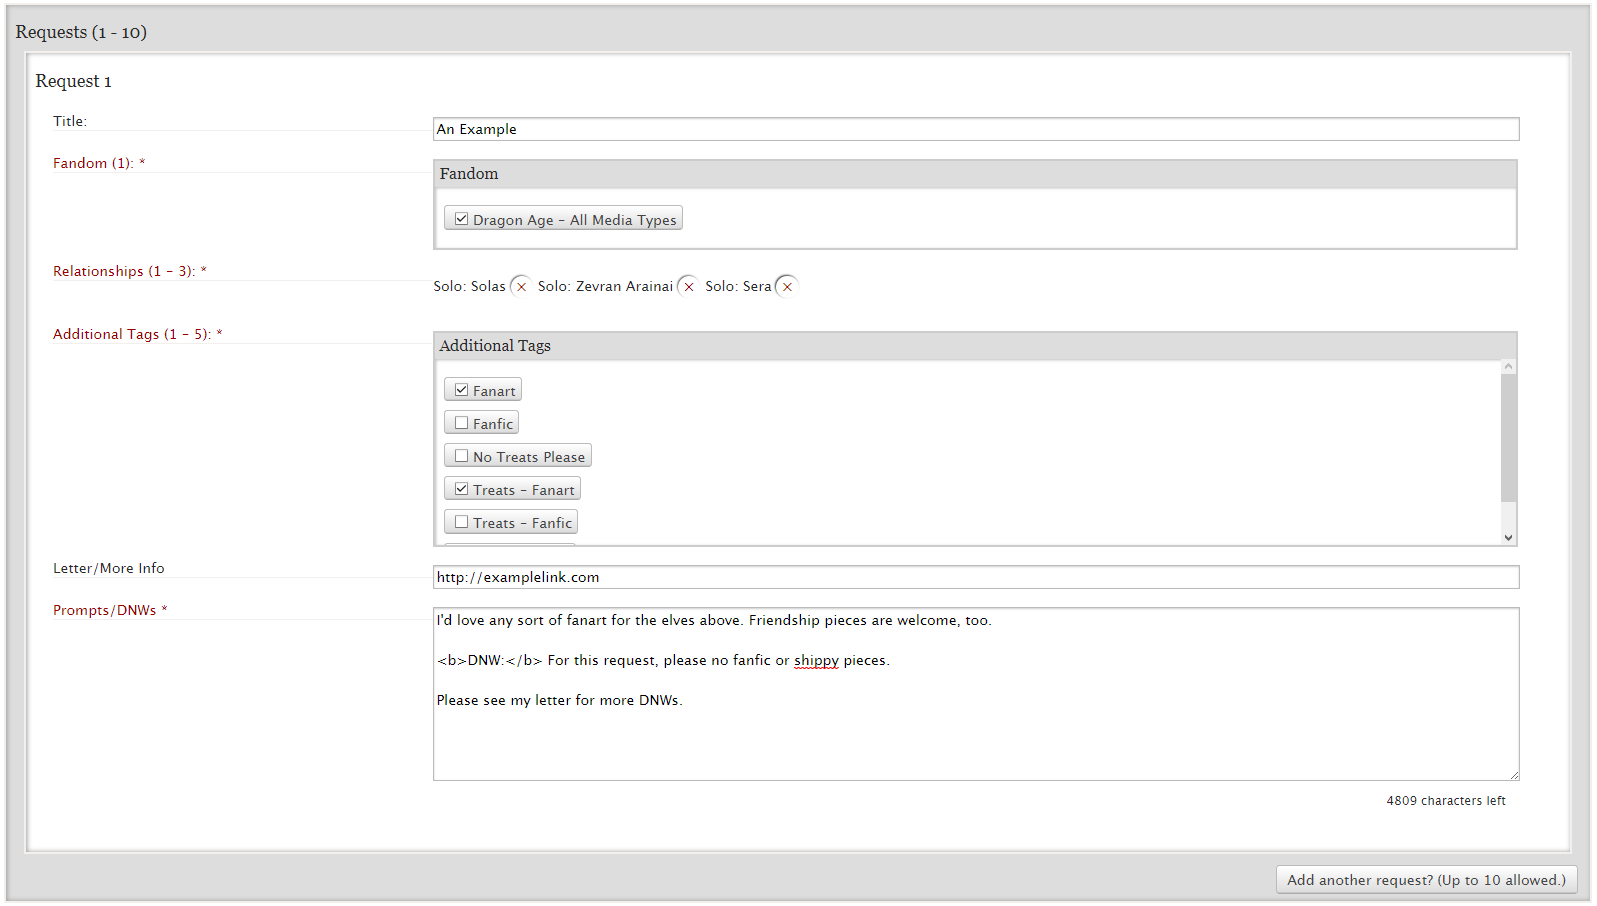 Requests (1 - 10)
Request 1
Title:
An Example
Fandom (1): *
Fandom
Dragon Age - All Media Types
Relationships (1 - 3): *
Solo: Solas × Solo: Zevran Arainai × Solo: Sera ×
Additional Tags (1 - 5): *
Additional Tags
Fanart
Fanfic
No Treats Please
Treats - Fanart
Treats - Fanfic
Letter/More Info
http://examplelink.com
Prompts/DNWs *
I'd love any sort of fanart for the elves above. Friendship pieces are welcome, too.
<b>DNW:</b> For this request, please no fanfic or shippy pieces.
Please see my letter for more DNWs.
4809 characters left
Add another request? (Up to 10 allowed.)